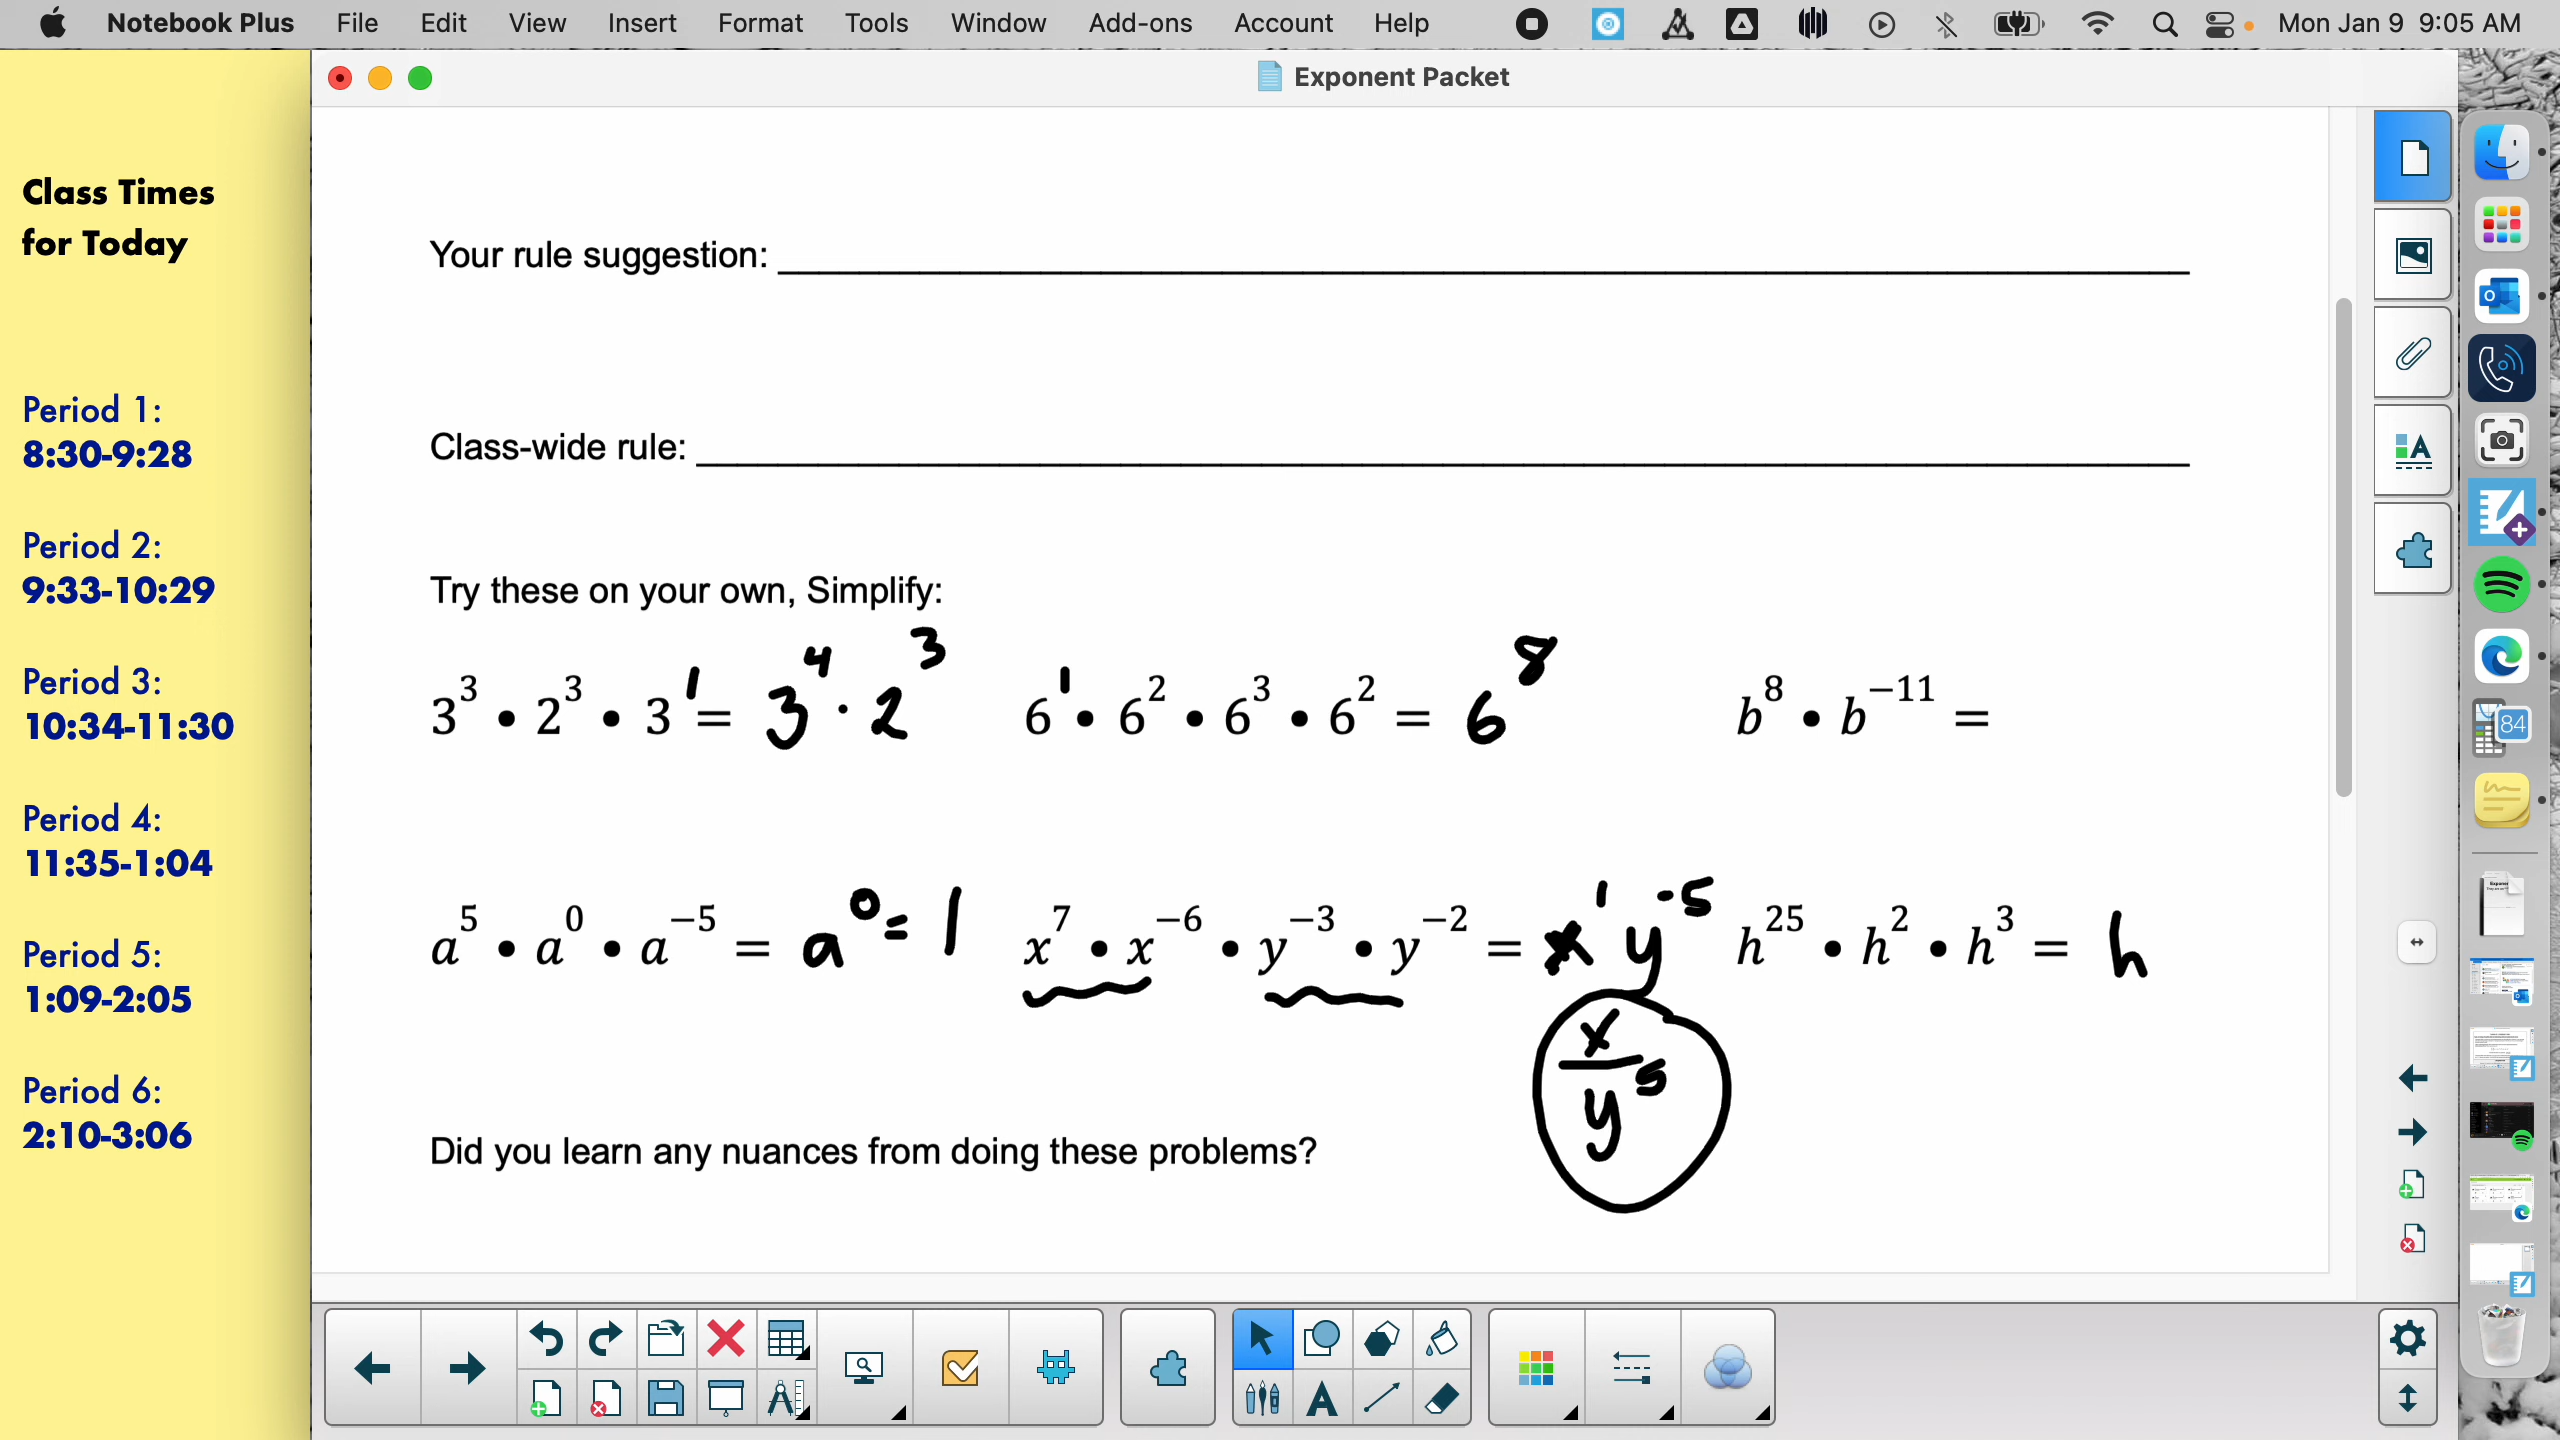 Notebook Plus File Edit View Insert Format Tools Window Add-ons Account Help Mon Jan 9 9:05 AM
Exponent Packet
Class Times
for Today
Period 1:
8:30-9:28
Period 2:
9:33-10:29
Period 3:
10:34-11:30
Period 4:
11:35-1:04
Period 5:
1:09-2:05
Period 6:
2:10-3:06
Your rule suggestion:
Class-wide rule:
Try these on your own, Simplify:
3³ • 2³ • 3¹ = 3⁴ · 2³
6¹ • 6² • 6³ • 6² = 6⁸
b⁸ • b⁻¹¹ =
a⁵ • a⁰ • a⁻⁵ = a⁰ = 1
x⁷ • x⁻⁶ • y⁻³ • y⁻² = x¹ y⁻⁵
x
y⁵
h²⁵ • h² • h³ = h
Did you learn any nuances from doing these problems?
A
84
A